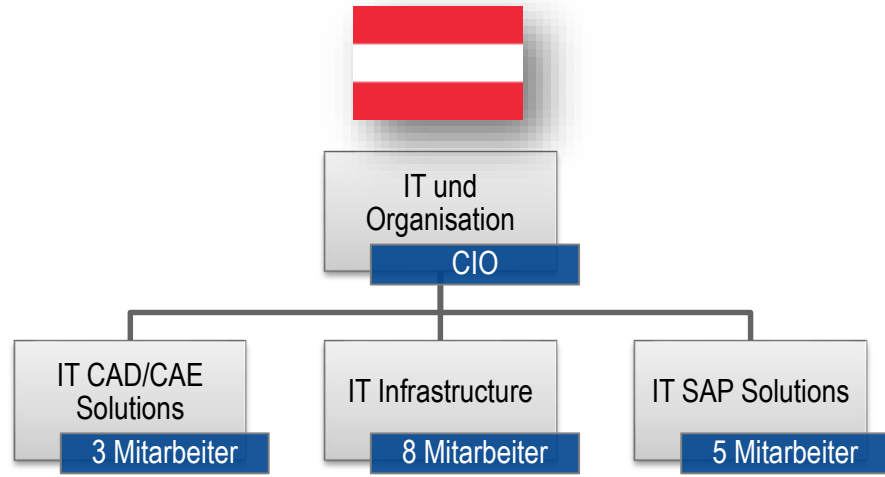 IT und
Organisation
CIO
IT CAD/CAE
Solutions
3 Mitarbeiter
IT Infrastructure
8 Mitarbeiter
IT SAP Solutions
5 Mitarbeiter